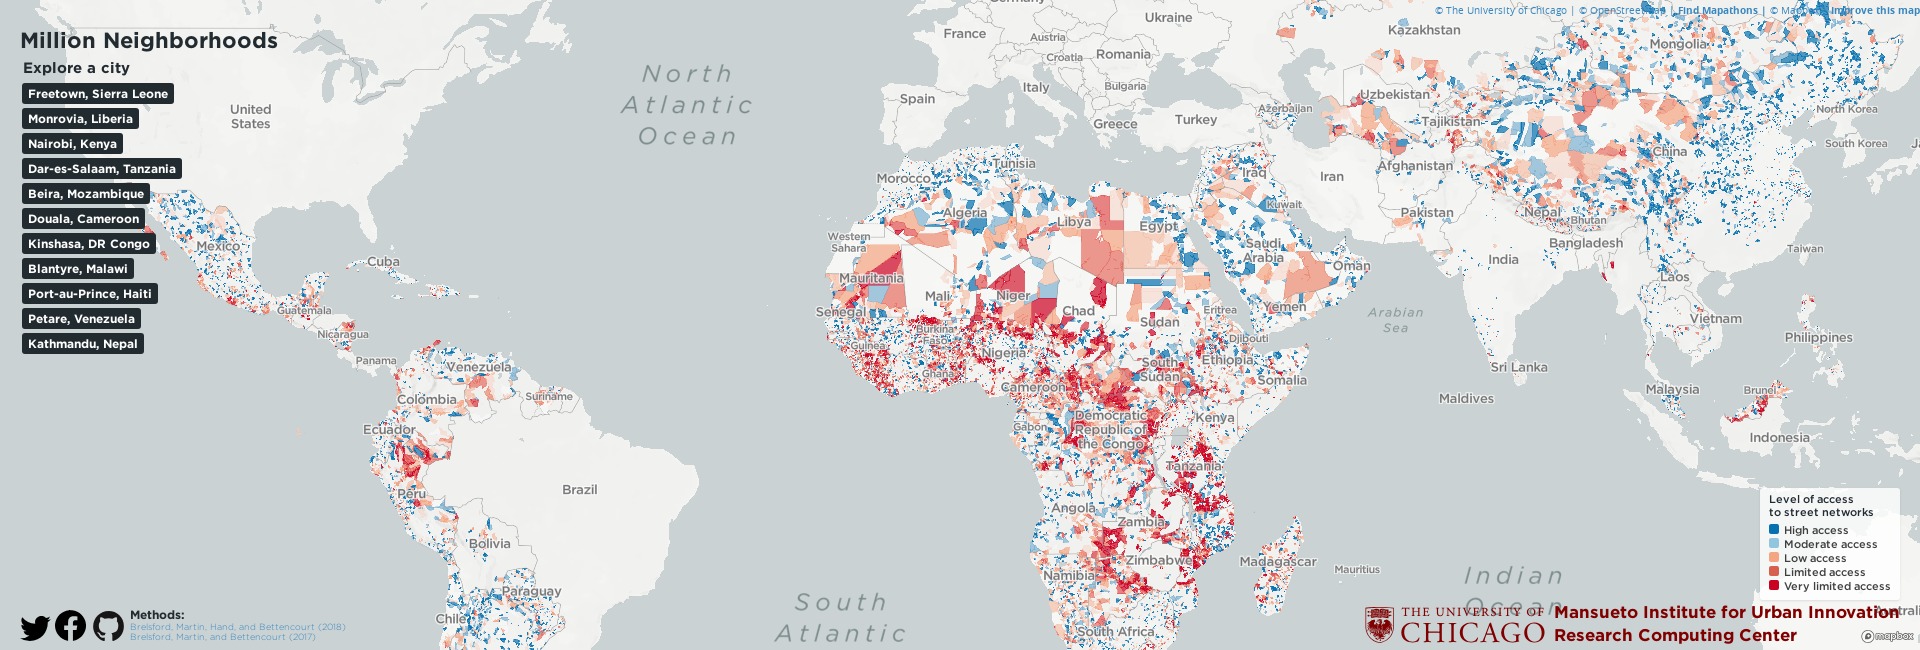 © The University of Chicago | © OpenStreetMap | Find Mapathons | © Mapbox Improve this map
Million Neighborhoods
Explore a city
Freetown, Sierra Leone
Monrovia, Liberia
Nairobi, Kenya
Dar-es-Salaam, Tanzania
Beira, Mozambique
Douala, Cameroon
Kinshasa, DR Congo
Blantyre, Malawi
Port-au-Prince, Haiti
Petare, Venezuela
Kathmandu, Nepal
United
States
Mexico
Cuba
Guatemala
Nicaragua
Panama
Venezuela
Colombia
Suriname
Ecuador
Peru
Brazil
Bolivia
Paraguay
Chile
North
Atlantic
Ocean
South
Atlantic
Germany
Ukraine
France
Austria
Croatia
Romania
Bulgaria
Italy
Spain
Greece
Turkey
Azerbaijan
Kazakhstan
Mongolia
Uzbekistan
Tajikistan
North Korea
South Korea
China
Afghanistan
Iran
Iraq
Kuwait
Pakistan
Nepal
Bhutan
Bangladesh
Taiwan
India
Laos
Vietnam
Philippines
Sri Lanka
Maldives
Malaysia
Brunei
Indonesia
Tunisia
Morocco
Algeria
Libya
Egypt
Western
Sahara
Saudi
Arabia
Oman
Yemen
Arabian
Sea
Mauritania
Mali
Niger
Chad
Sudan
Eritrea
Djibouti
Senegal
Guinea
Burkina
Faso
Ghana
Nigeria
Cameroon
South
Sudan
Ethiopia
Somalia
Gabon
Democratic
Republic of
the Congo
Kenya
Tanzania
Angola
Zambia
Zimbabwe
Namibia
South Africa
Madagascar
Mauritius
Indian
Ocean
Level of access
to street networks
High access
Moderate access
Low access
Limited access
Very limited access
Methods:
Brelsford, Martin, Hand, and Bettencourt (2018)
Brelsford, Martin, and Bettencourt (2017)
THE UNIVERSITY OF
CHICAGO
Mansueto Institute for Urban Innovation
Research Computing Center
mapbox